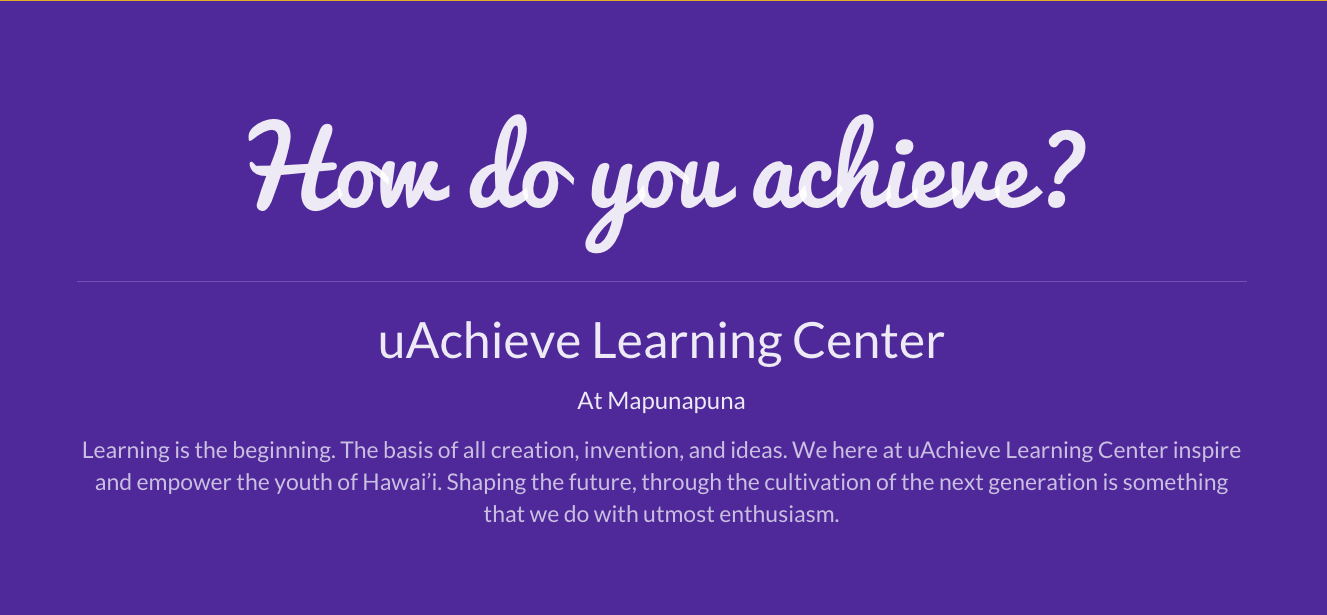 How do you achieve?
uAchieve Learning Center
At Mapunapuna
Learning is the beginning. The basis of all creation, invention, and ideas. We here at uAchieve Learning Center inspire
and empower the youth of Hawai’i. Shaping the future, through the cultivation of the next generation is something
that we do with utmost enthusiasm.